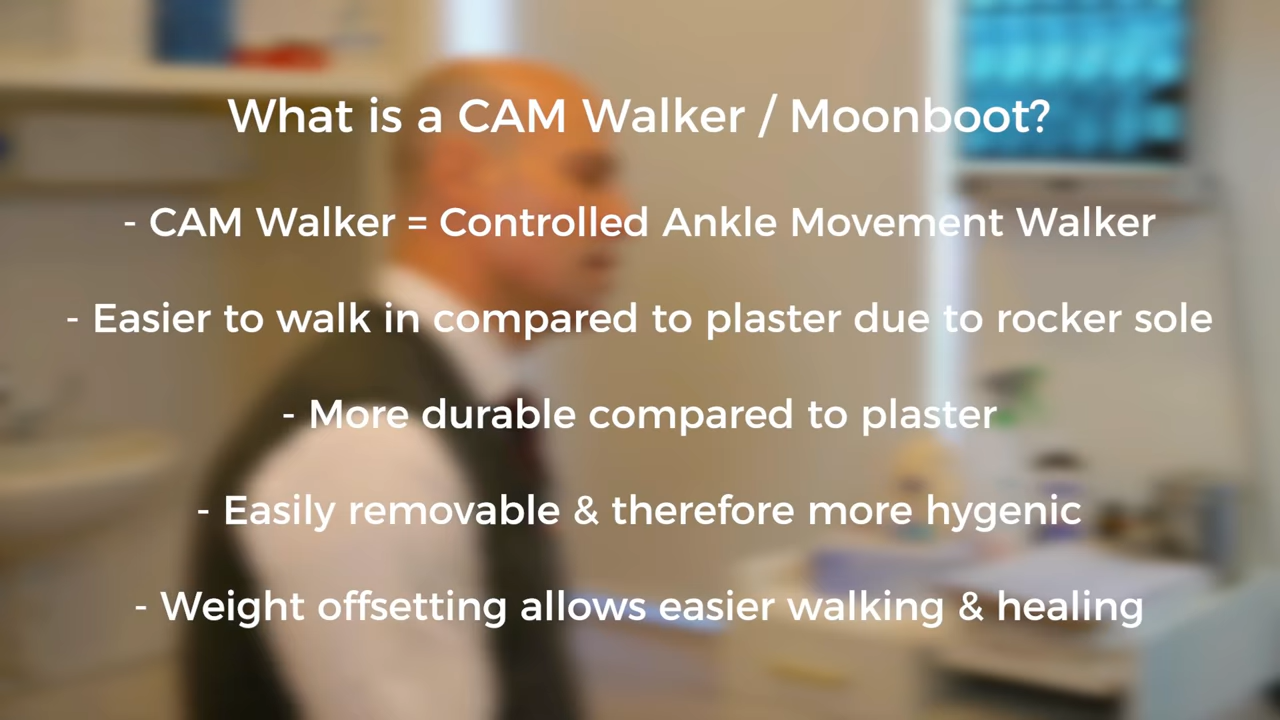 What is a CAM Walker / Moonboot?
- CAM Walker = Controlled Ankle Movement Walker
- Easier to walk in compared to plaster due to rocker sole
- More durable compared to plaster
- Easily removable & therefore more hygenic
- Weight offsetting allows easier walking & healing